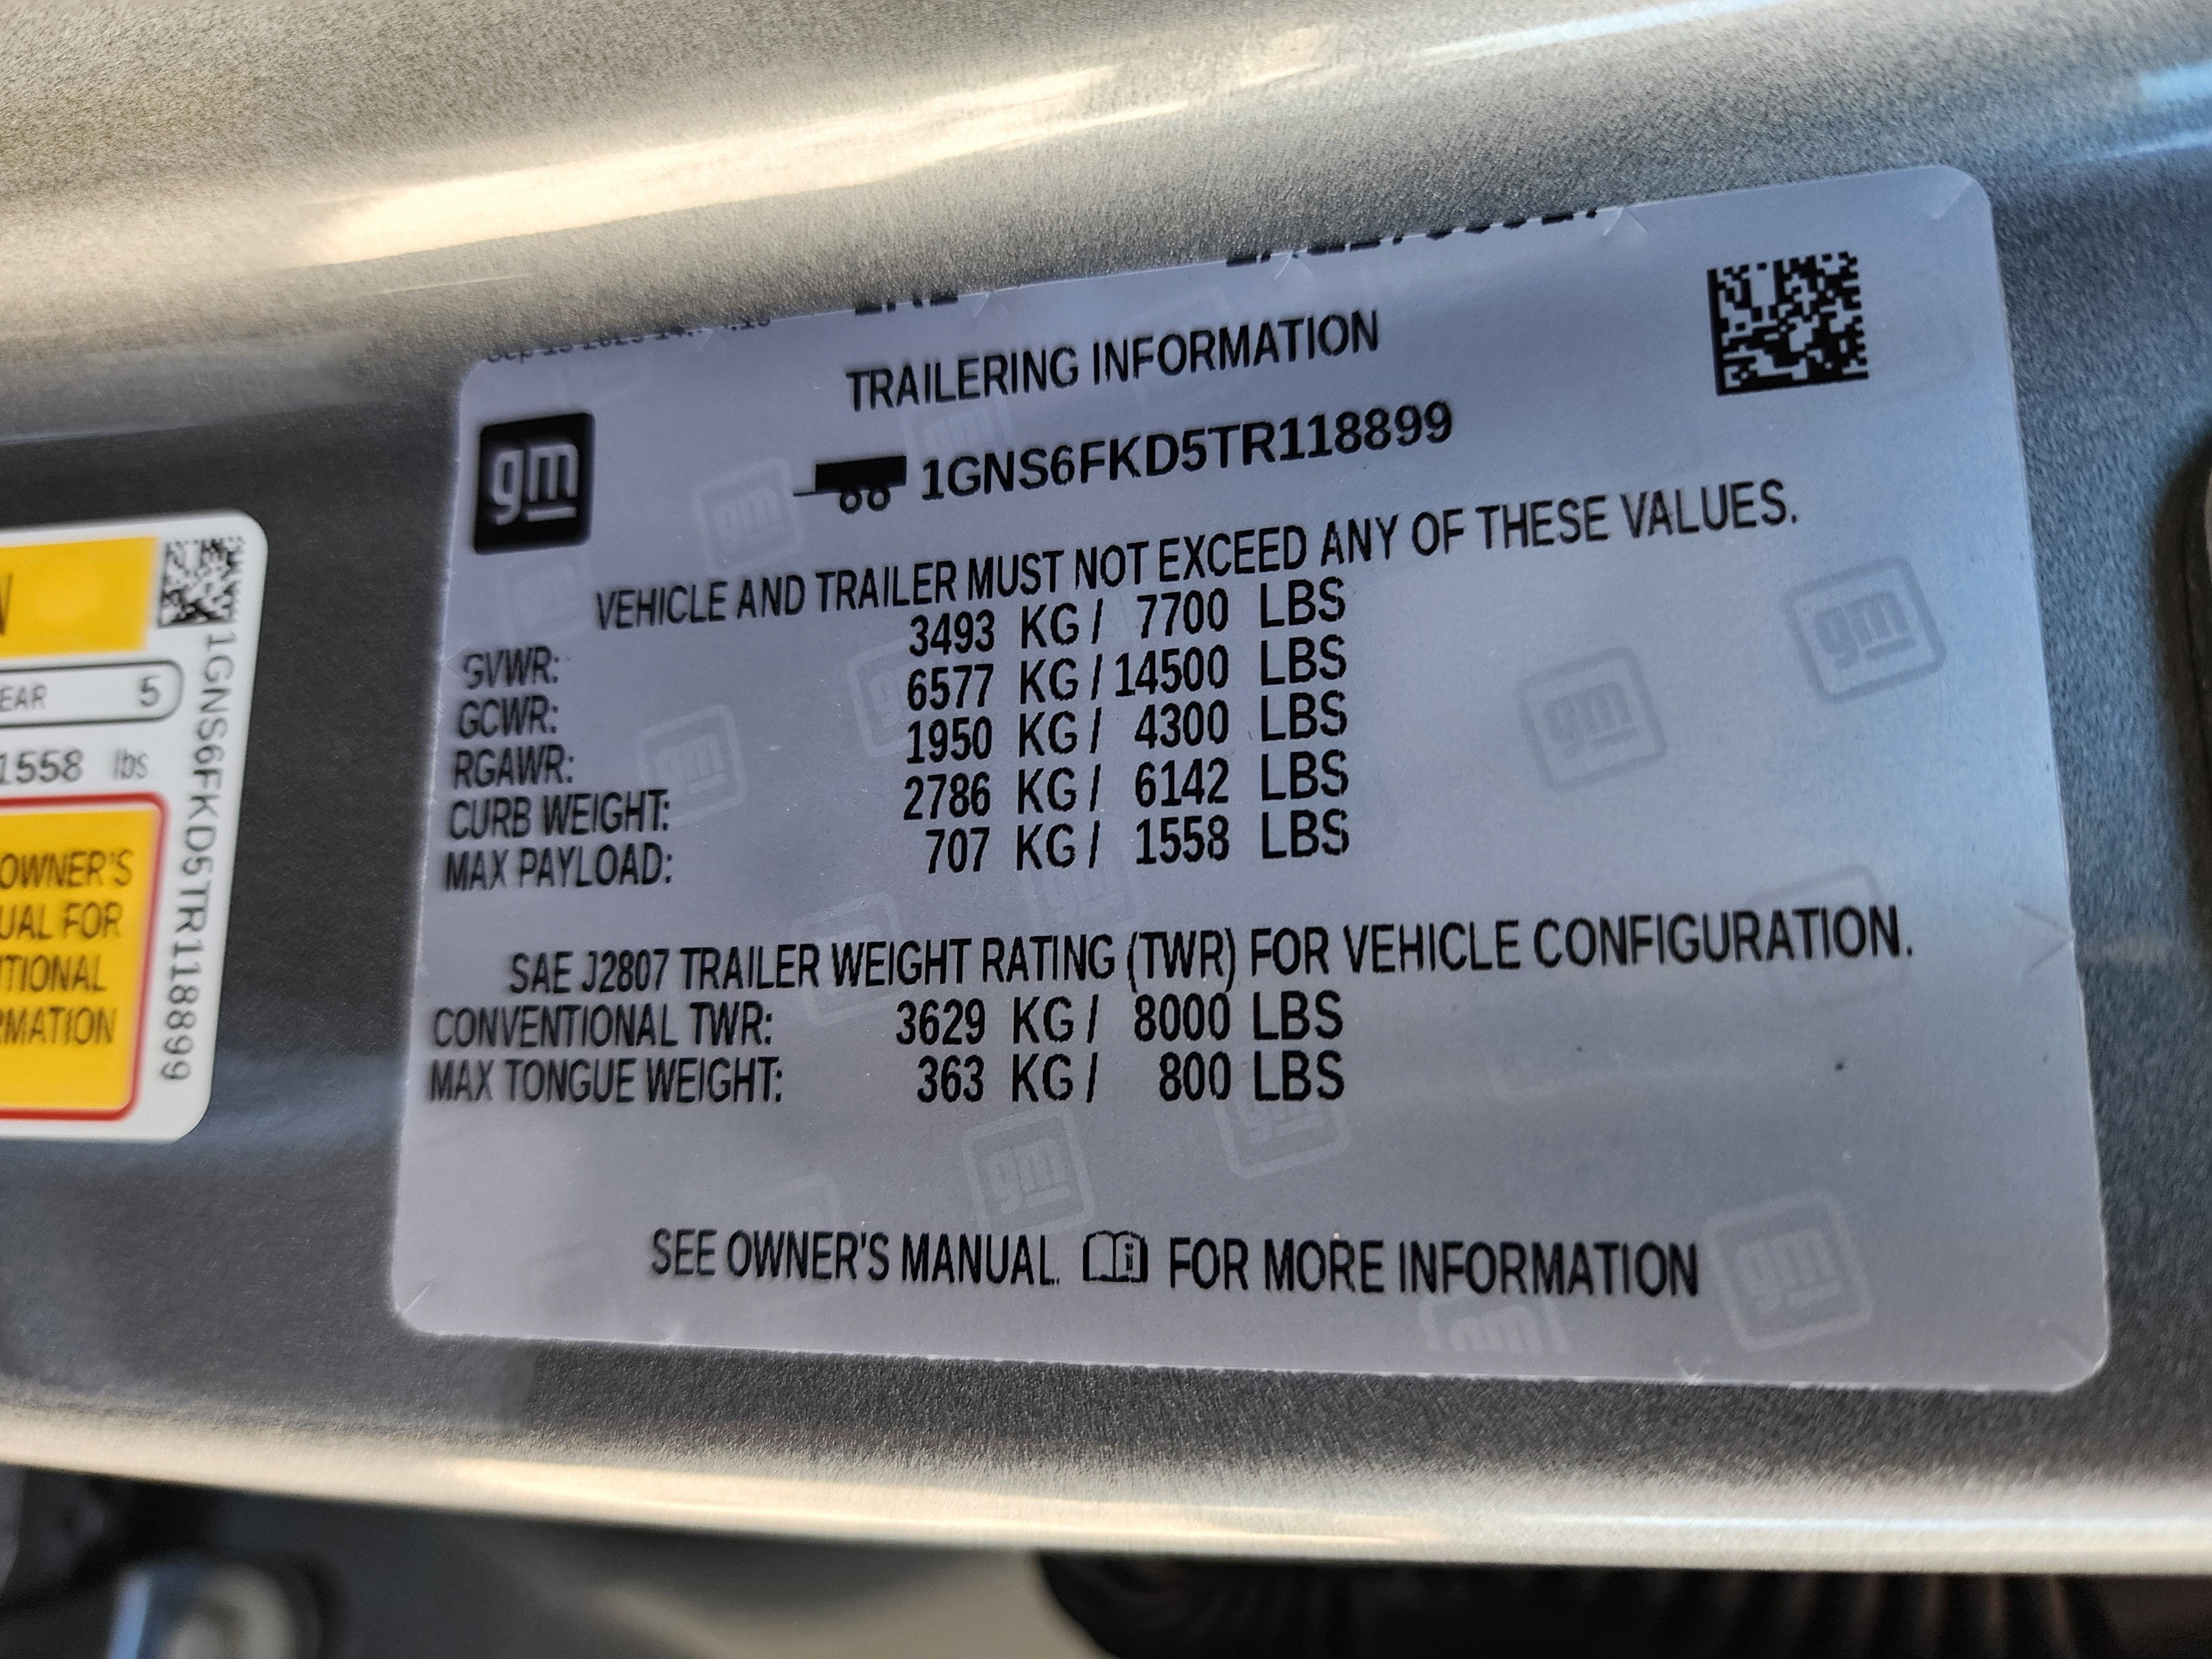 TRAILERING INFORMATION
gm
1GNS6FKD5TR118899
VEHICLE AND TRAILER MUST NOT EXCEED ANY OF THESE VALUES.
GVWR: 3493 KG / 7700 LBS
GCWR: 6577 KG / 14500 LBS
RGAWR: 1950 KG / 4300 LBS
CURB WEIGHT: 2786 KG / 6142 LBS
MAX PAYLOAD: 707 KG / 1558 LBS
SAE J2807 TRAILER WEIGHT RATING (TWR) FOR VEHICLE CONFIGURATION.
CONVENTIONAL TWR: 3629 KG / 8000 LBS
MAX TONGUE WEIGHT: 363 KG / 800 LBS
SEE OWNER'S MANUAL FOR MORE INFORMATION
N
EAR 5
1558 lbs
OWNER'S
UAL FOR
TIONAL
RMATION
1GNS6FKD5TR118899